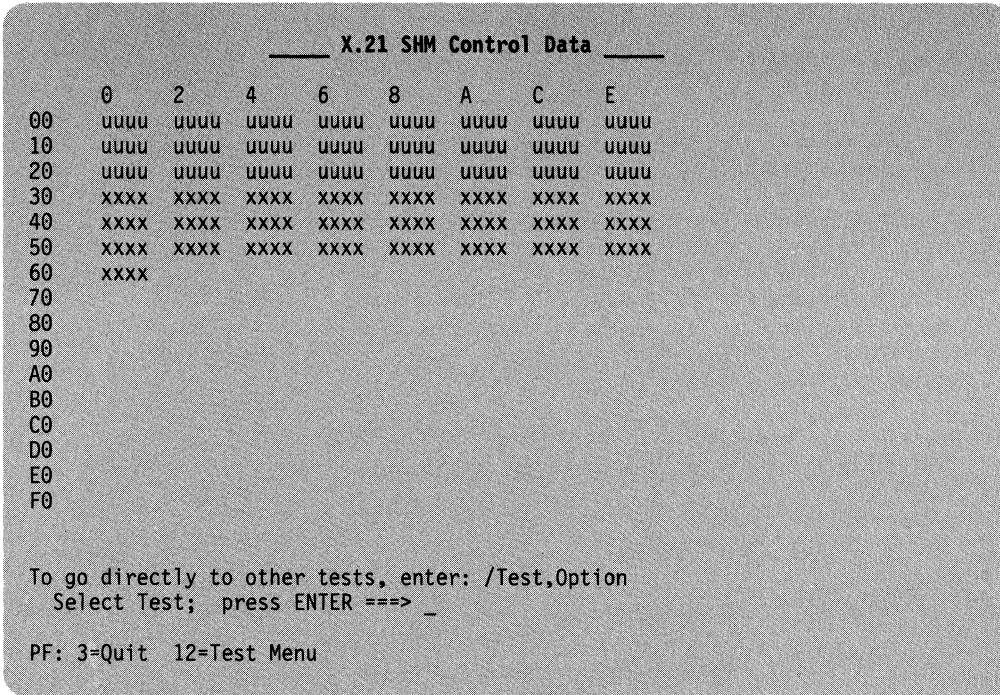 _____ X.21 SHM Control Data _____
0 2 4 6 8 A C E
00 uuuu uuuu uuuu uuuu uuuu uuuu uuuu uuuu
10 uuuu uuuu uuuu uuuu uuuu uuuu uuuu uuuu
20 uuuu uuuu uuuu uuuu uuuu uuuu uuuu uuuu
30 xxxx xxxx xxxx xxxx xxxx xxxx xxxx xxxx
40 xxxx xxxx xxxx xxxx xxxx xxxx xxxx xxxx
50 xxxx xxxx xxxx xxxx xxxx xxxx xxxx xxxx
60 xxxx
70
80
90
A0
B0
C0
D0
E0
F0
To go directly to other tests, enter: /Test,Option
Select Test; press ENTER ===> _
PF: 3=Quit 12=Test Menu